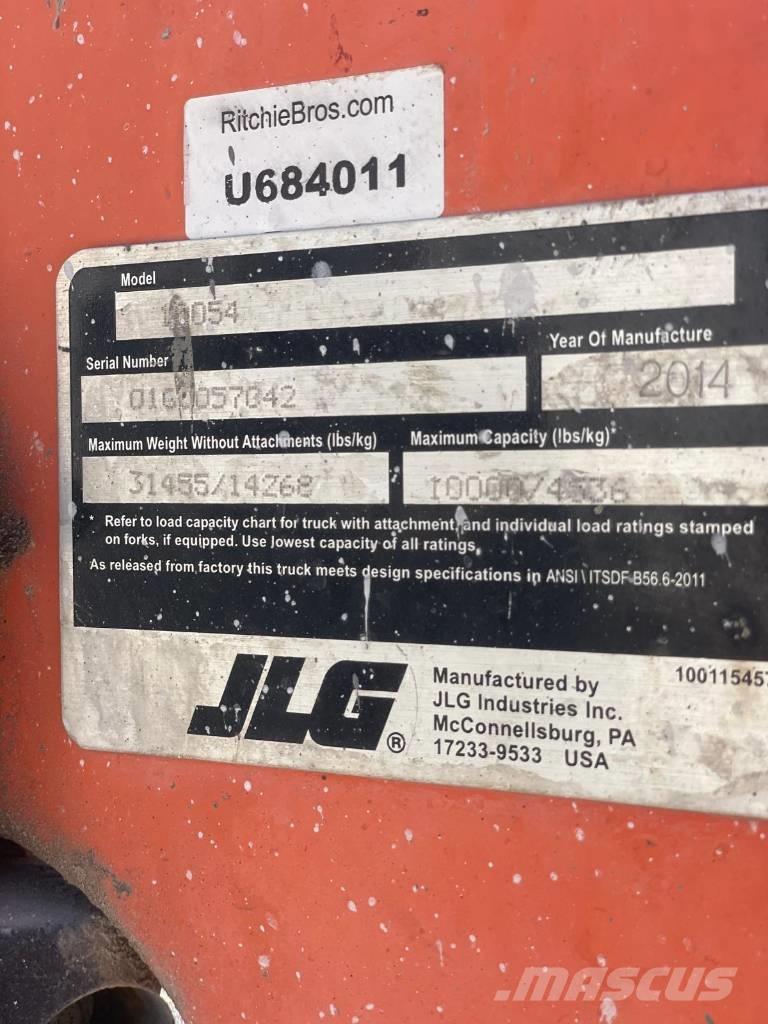 RitchieBros.com
U684011
Model
10054
Serial Number
Year Of Manufacture
2014
Maximum Weight Without Attachments (lbs/kg)
Maximum Capacity (lbs/kg)*
31455/14268
10000/4536
* Refer to load capacity chart for truck with attachment, and individual load ratings stamped
on forks, if equipped. Use lowest capacity of all ratings.
As released from factory this truck meets design specifications in ANSI \ ITSDF B56.6-2011
JLG®
Manufactured by
JLG Industries Inc.
McConnellsburg, PA
17233-9533 USA
MASCUS